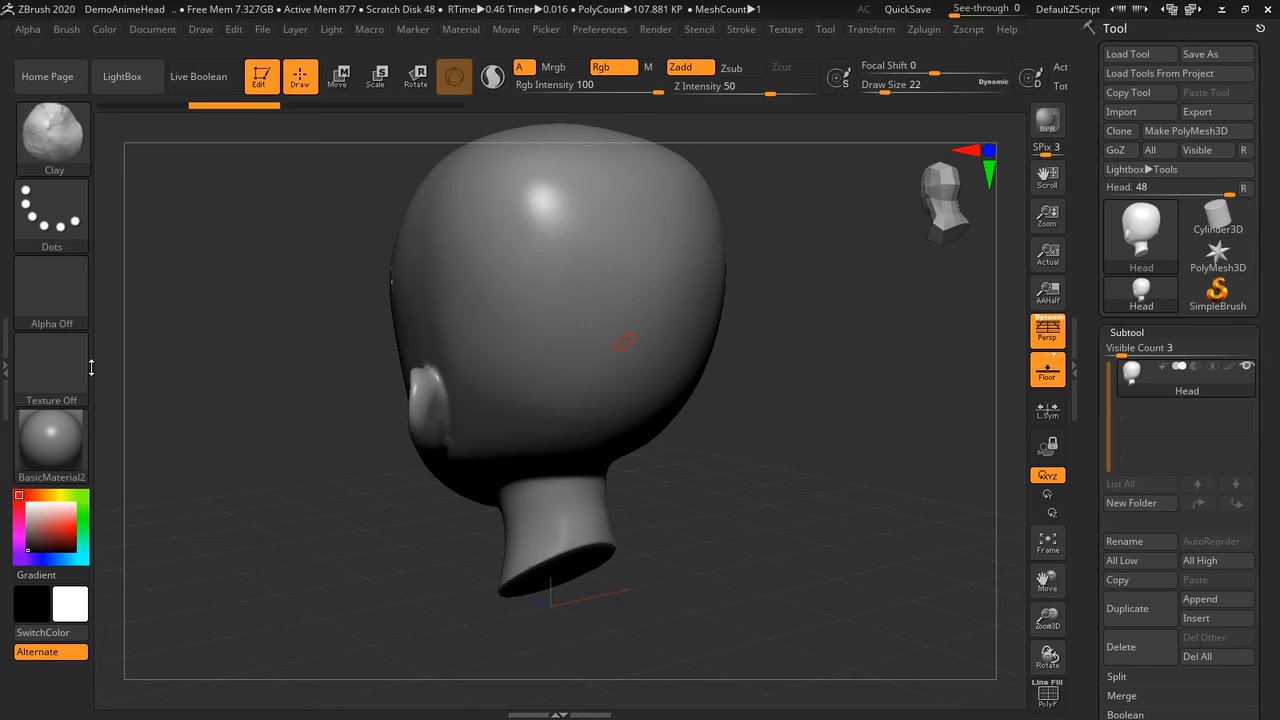 ZBrush 2020 DemoAnimeHead .. • Free Mem 7.327GB • Active Mem 877 • Scratch Disk 48 • RTime▶0.46 Timer▶0.016 • PolyCount▶107.881 KP • MeshCount▶1 AC QuickSave See-through 0 DefaultZScript
Alpha Brush Color Document Draw Edit File Layer Light Macro Marker Material Movie Picker Preferences Render Stencil Stroke Texture Tool Transform Zplugin Zscript Help
Home Page LightBox Live Boolean Edit Draw Move Scale Rotate
A Mrgb Rgb M Zadd Zsub Zcut
Rgb Intensity 100 Z Intensity 50
S Focal Shift 0 D Act
Draw Size 22 Dynamic Tot
Clay
Dots
Alpha Off
Texture Off
BasicMaterial2
Gradient
SwitchColor
Alternate
BPR
SPix 3
Scroll
Zoom
Actual
AAHalf
Dynamic
Persp
Floor
L.Sym
XYZ
Y
Z
Frame
Move
Zoom3D
Rotate
Line Fill
PolyF
Tool
Load Tool Save As
Load Tools From Project
Copy Tool Paste Tool
Import Export
Clone Make PolyMesh3D
GoZ All Visible R
Lightbox▶Tools
Head. 48 R
Head Cylinder3D
PolyMesh3D
Head SimpleBrush
Subtool
Visible Count 3
Head
List All
New Folder
Rename AutoReorder
All Low All High
Copy Paste
Duplicate Append
Insert
Delete Del Other
Del All
Split
Merge
Boolean